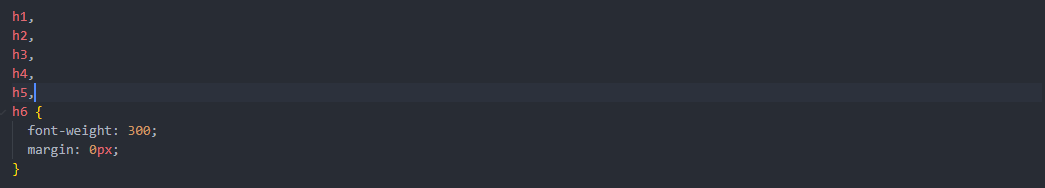 h1,
h2,
h3,
h4,
h5,
h6 {
  font-weight: 300;
  margin: 0px;
}